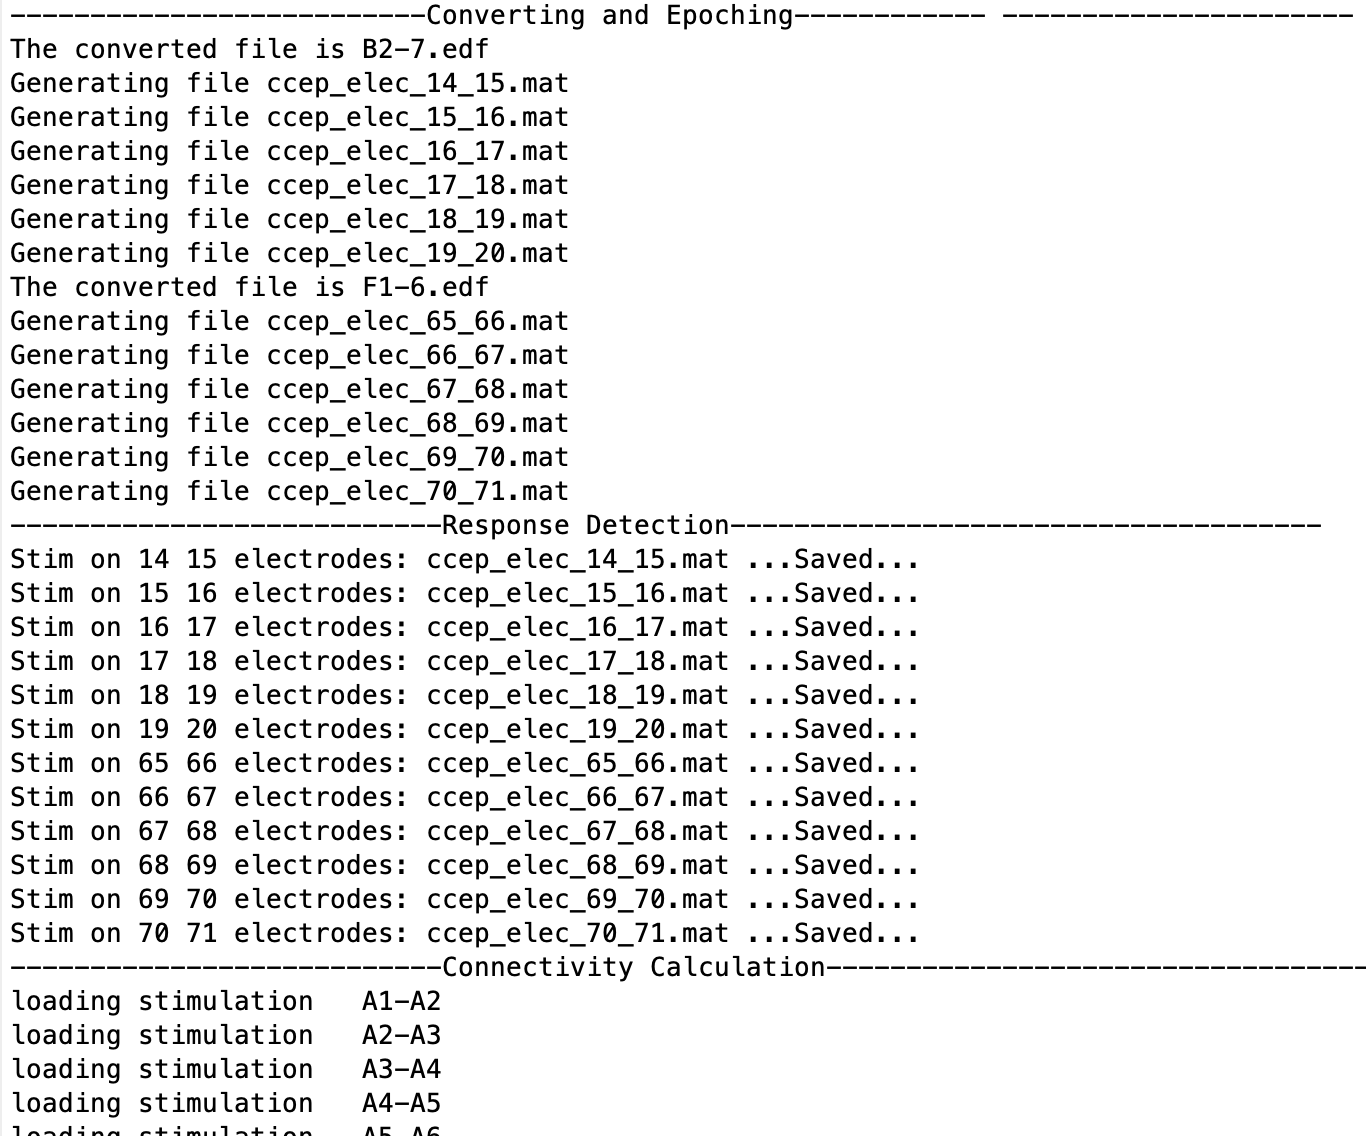 --------------------------Converting and Epoching------------ ----------------------
The converted file is B2-7.edf
Generating file ccep_elec_14_15.mat
Generating file ccep_elec_15_16.mat
Generating file ccep_elec_16_17.mat
Generating file ccep_elec_17_18.mat
Generating file ccep_elec_18_19.mat
Generating file ccep_elec_19_20.mat
The converted file is F1-6.edf
Generating file ccep_elec_65_66.mat
Generating file ccep_elec_66_67.mat
Generating file ccep_elec_67_68.mat
Generating file ccep_elec_68_69.mat
Generating file ccep_elec_69_70.mat
Generating file ccep_elec_70_71.mat
---------------------------Response Detection-------------------------------------
Stim on 14 15 electrodes: ccep_elec_14_15.mat ...Saved...
Stim on 15 16 electrodes: ccep_elec_15_16.mat ...Saved...
Stim on 16 17 electrodes: ccep_elec_16_17.mat ...Saved...
Stim on 17 18 electrodes: ccep_elec_17_18.mat ...Saved...
Stim on 18 19 electrodes: ccep_elec_18_19.mat ...Saved...
Stim on 19 20 electrodes: ccep_elec_19_20.mat ...Saved...
Stim on 65 66 electrodes: ccep_elec_65_66.mat ...Saved...
Stim on 66 67 electrodes: ccep_elec_66_67.mat ...Saved...
Stim on 67 68 electrodes: ccep_elec_67_68.mat ...Saved...
Stim on 68 69 electrodes: ccep_elec_68_69.mat ...Saved...
Stim on 69 70 electrodes: ccep_elec_69_70.mat ...Saved...
Stim on 70 71 electrodes: ccep_elec_70_71.mat ...Saved...
---------------------------Connectivity Calculation----------------------------------
loading stimulation   A1-A2
loading stimulation   A2-A3
loading stimulation   A3-A4
loading stimulation   A4-A5
loading stimulation   A5-A6